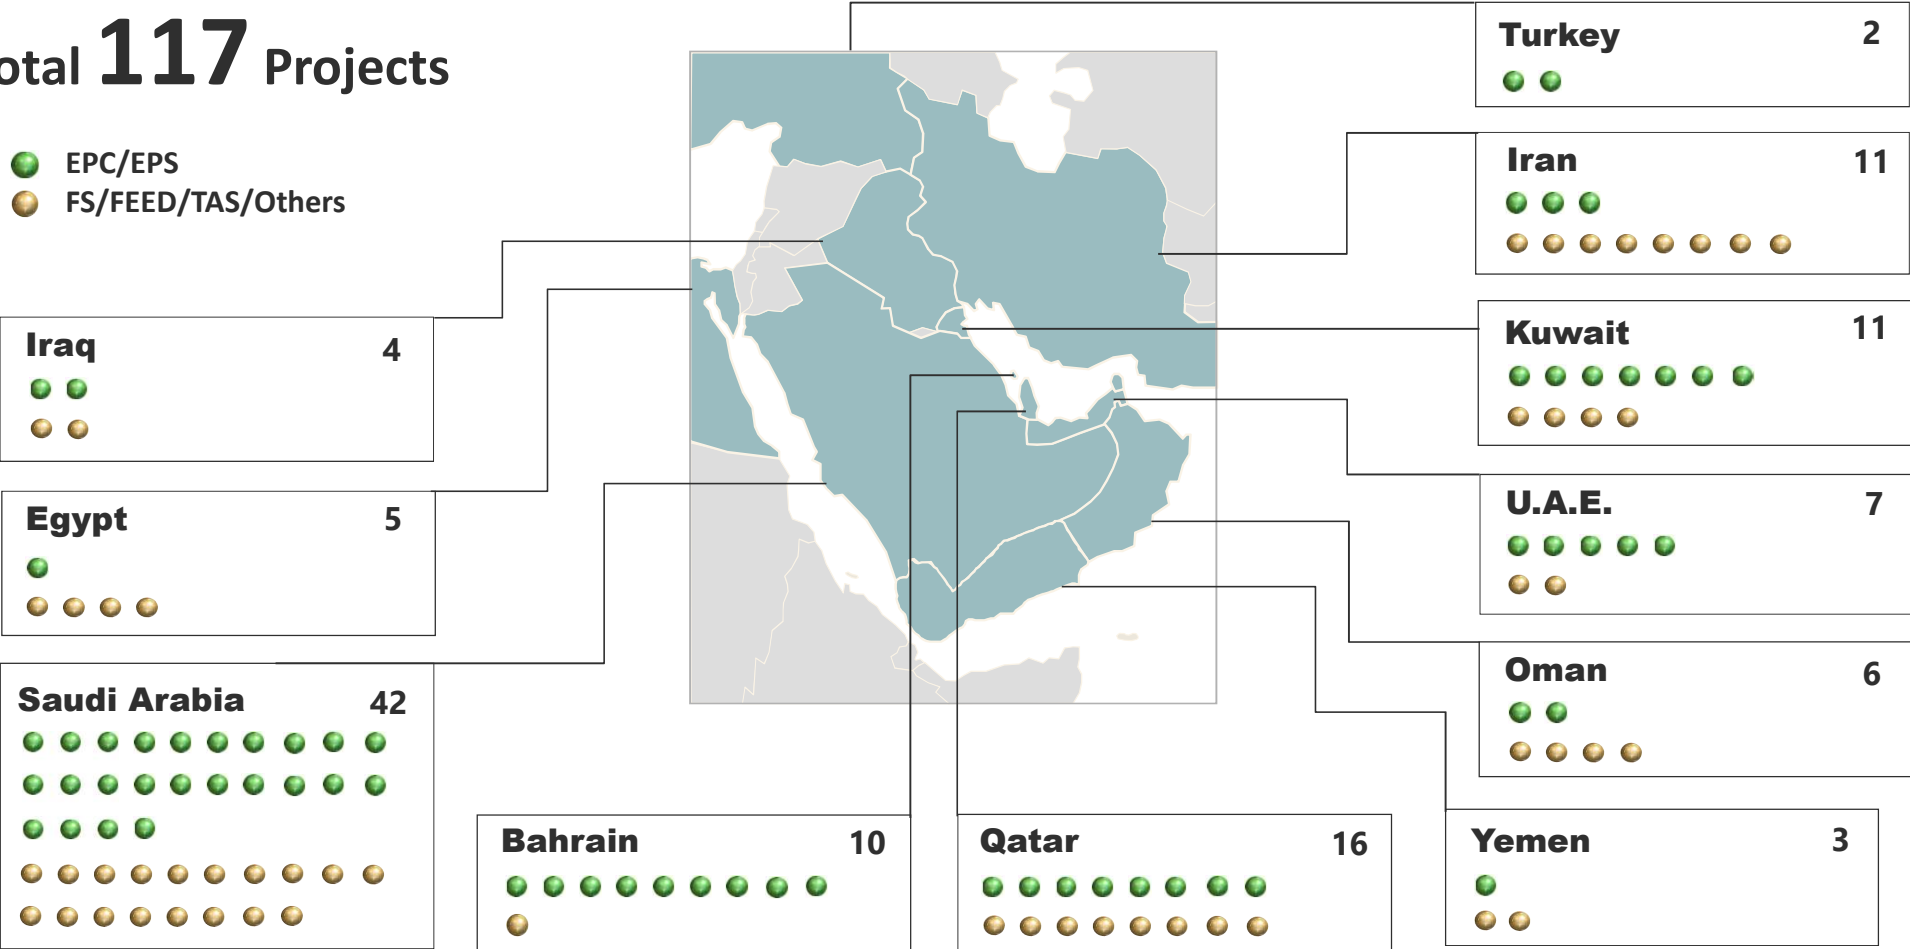 otal 117 Projects
EPC/EPS
FS/FEED/TAS/Others
Turkey 2
Iran 11
Kuwait 11
U.A.E. 7
Oman 6
Yemen 3
Iraq 4
Egypt 5
Saudi Arabia 42
Bahrain 10
Qatar 16